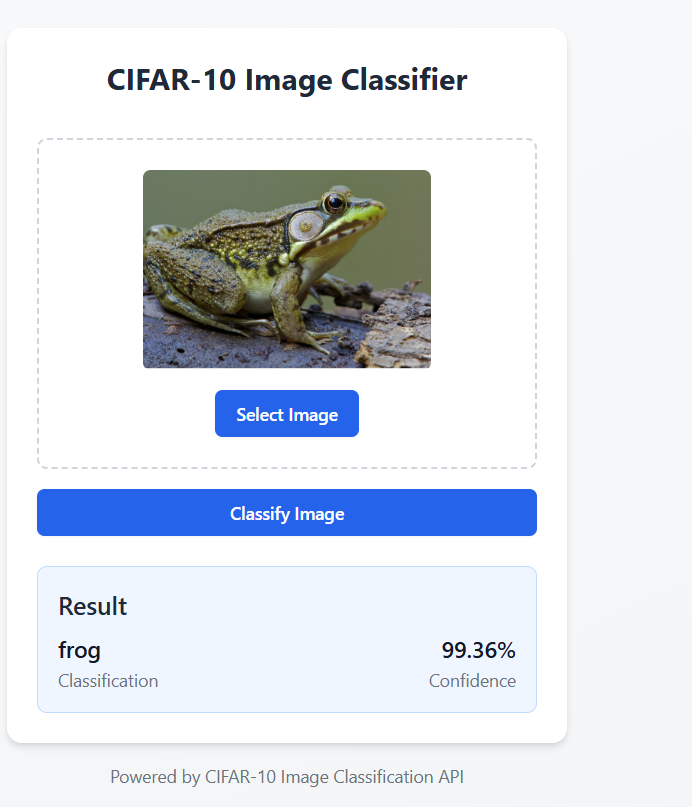 CIFAR-10 Image Classifier
Select Image
Classify Image
Result
frog 99.36%
Classification Confidence
Powered by CIFAR-10 Image Classification API